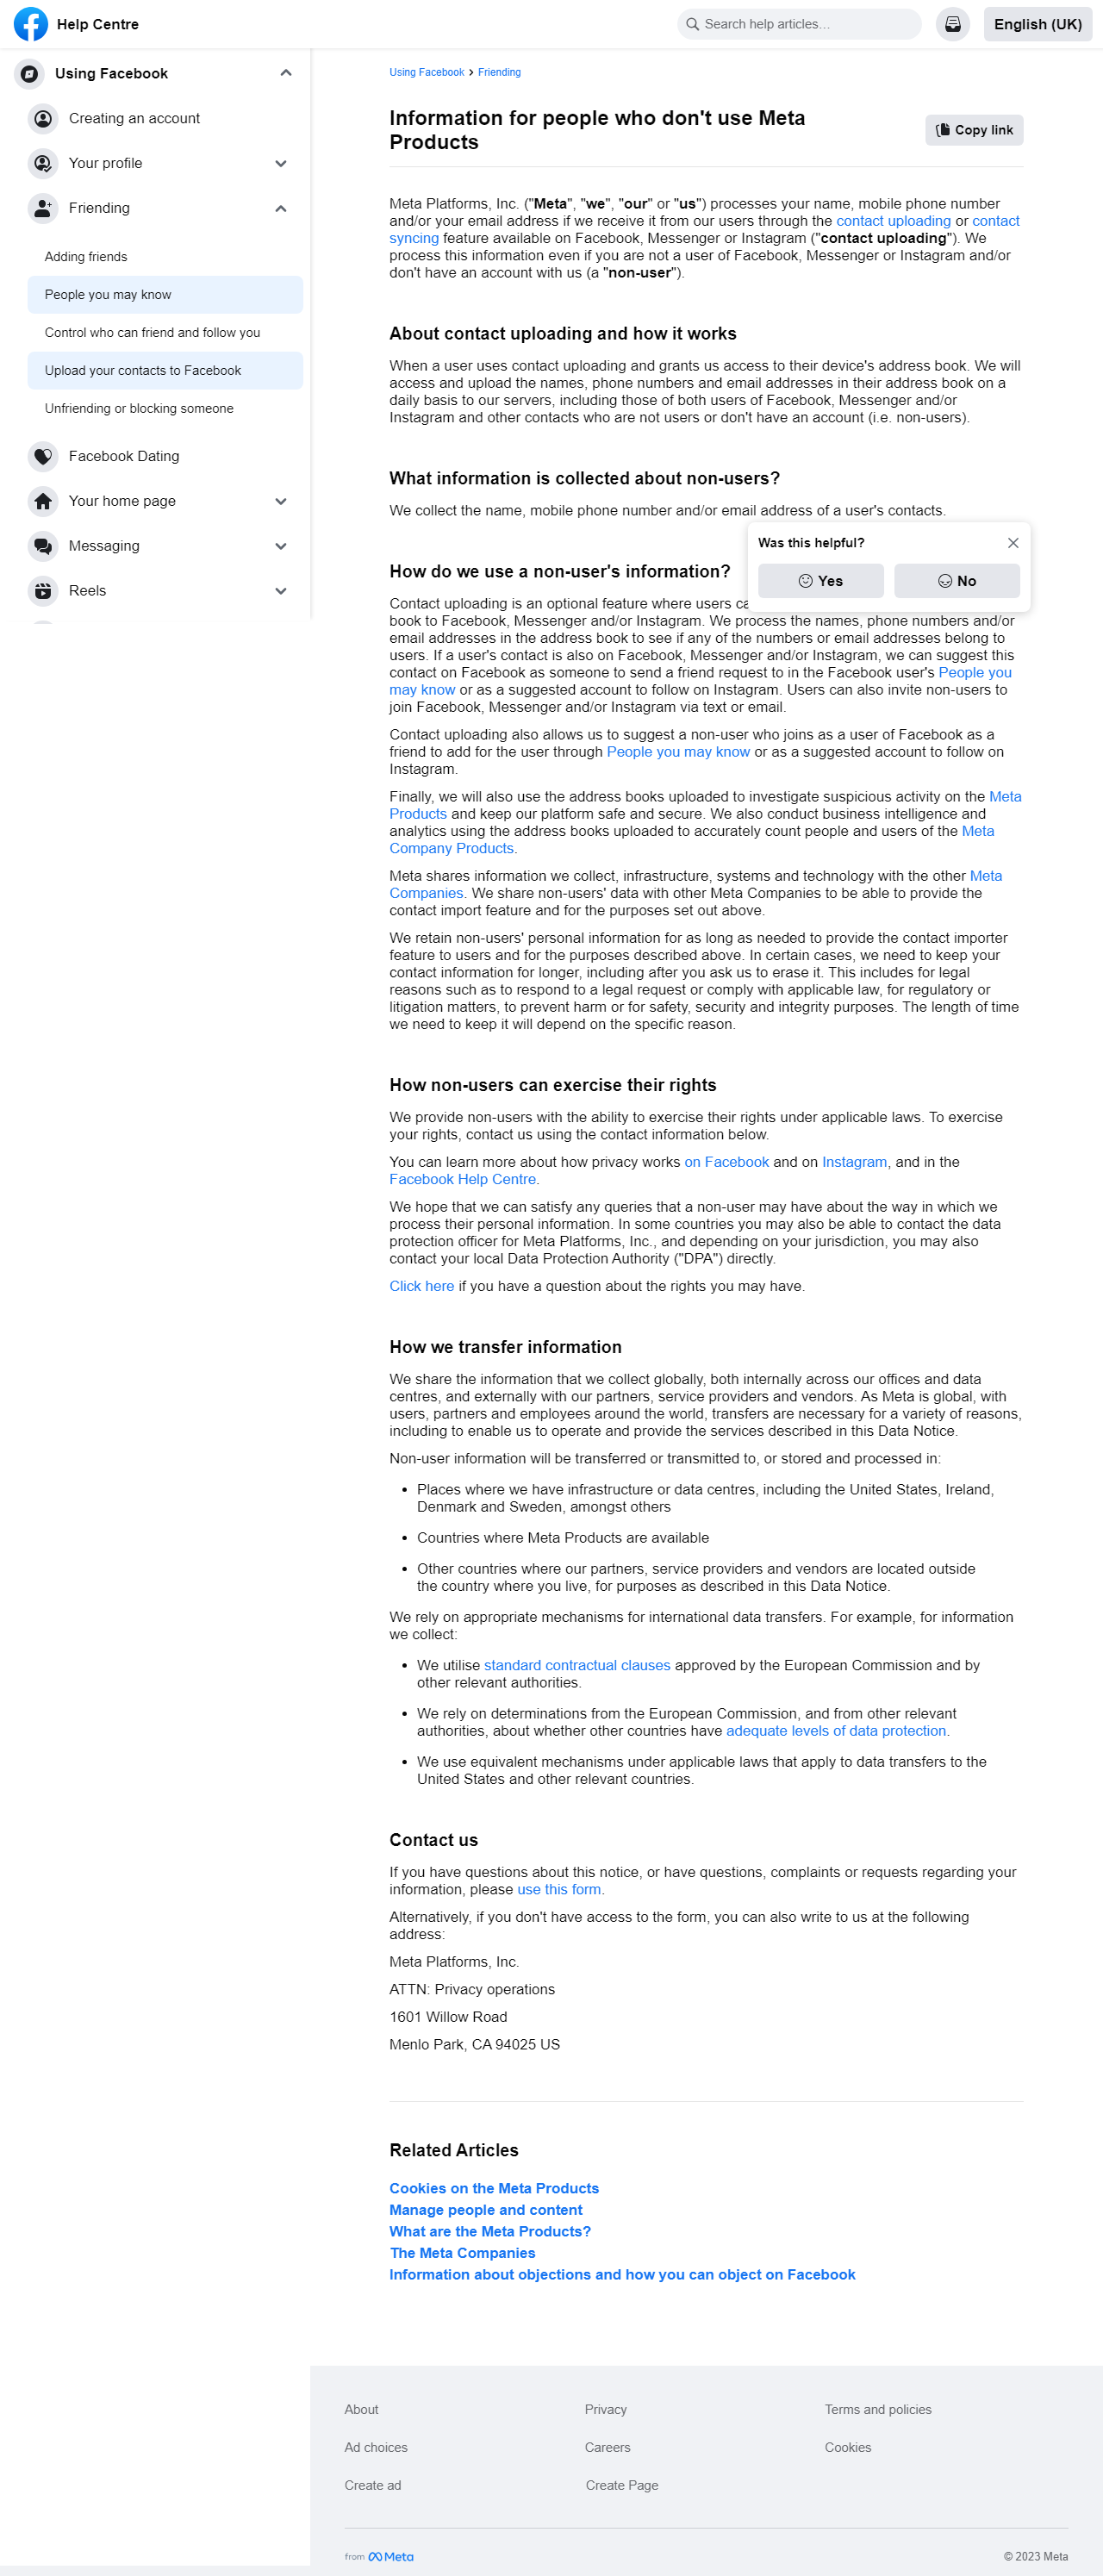 Help Centre
Search help articles...
English (UK)
Using Facebook
Creating an account
Your profile
Friending
Adding friends
People you may know
Control who can friend and follow you
Upload your contacts to Facebook
Unfriending or blocking someone
Facebook Dating
Your home page
Messaging
Reels
Using Facebook > Friending
Information for people who don't use Meta
Products
Copy link
Meta Platforms, Inc. ("Meta", "we", "our" or "us") processes your name, mobile phone number
and/or your email address if we receive it from our users through the contact uploading or contact
syncing feature available on Facebook, Messenger or Instagram ("contact uploading"). We
process this information even if you are not a user of Facebook, Messenger or Instagram and/or
don't have an account with us (a "non-user").
About contact uploading and how it works
When a user uses contact uploading and grants us access to their device's address book. We will
access and upload the names, phone numbers and email addresses in their address book on a
daily basis to our servers, including those of both users of Facebook, Messenger and/or
Instagram and other contacts who are not users or don't have an account (i.e. non-users).
What information is collected about non-users?
We collect the name, mobile phone number and/or email address of a user's contacts.
Was this helpful?
Yes
No
How do we use a non-user's information?
Contact uploading is an optional feature where users ca
book to Facebook, Messenger and/or Instagram. We process the names, phone numbers and/or
email addresses in the address book to see if any of the numbers or email addresses belong to
users. If a user's contact is also on Facebook, Messenger and/or Instagram, we can suggest this
contact on Facebook as someone to send a friend request to in the Facebook user's People you
may know or as a suggested account to follow on Instagram. Users can also invite non-users to
join Facebook, Messenger and/or Instagram via text or email.
Contact uploading also allows us to suggest a non-user who joins as a user of Facebook as a
friend to add for the user through People you may know or as a suggested account to follow on
Instagram.
Finally, we will also use the address books uploaded to investigate suspicious activity on the Meta
Products and keep our platform safe and secure. We also conduct business intelligence and
analytics using the address books uploaded to accurately count people and users of the Meta
Company Products.
Meta shares information we collect, infrastructure, systems and technology with the other Meta
Companies. We share non-users' data with other Meta Companies to be able to provide the
contact import feature and for the purposes set out above.
We retain non-users' personal information for as long as needed to provide the contact importer
feature to users and for the purposes described above. In certain cases, we need to keep your
contact information for longer, including after you ask us to erase it. This includes for legal
reasons such as to respond to a legal request or comply with applicable law, for regulatory or
litigation matters, to prevent harm or for safety, security and integrity purposes. The length of time
we need to keep it will depend on the specific reason.
How non-users can exercise their rights
We provide non-users with the ability to exercise their rights under applicable laws. To exercise
your rights, contact us using the contact information below.
You can learn more about how privacy works on Facebook and on Instagram, and in the
Facebook Help Centre.
We hope that we can satisfy any queries that a non-user may have about the way in which we
process their personal information. In some countries you may also be able to contact the data
protection officer for Meta Platforms, Inc., and depending on your jurisdiction, you may also
contact your local Data Protection Authority ("DPA") directly.
Click here if you have a question about the rights you may have.
How we transfer information
We share the information that we collect globally, both internally across our offices and data
centres, and externally with our partners, service providers and vendors. As Meta is global, with
users, partners and employees around the world, transfers are necessary for a variety of reasons,
including to enable us to operate and provide the services described in this Data Notice.
Non-user information will be transferred or transmitted to, or stored and processed in:
• Places where we have infrastructure or data centres, including the United States, Ireland,
Denmark and Sweden, amongst others
• Countries where Meta Products are available
• Other countries where our partners, service providers and vendors are located outside
the country where you live, for purposes as described in this Data Notice.
We rely on appropriate mechanisms for international data transfers. For example, for information
we collect:
• We utilise standard contractual clauses approved by the European Commission and by
other relevant authorities.
• We rely on determinations from the European Commission, and from other relevant
authorities, about whether other countries have adequate levels of data protection.
• We use equivalent mechanisms under applicable laws that apply to data transfers to the
United States and other relevant countries.
Contact us
If you have questions about this notice, or have questions, complaints or requests regarding your
information, please use this form.
Alternatively, if you don't have access to the form, you can also write to us at the following
address:
Meta Platforms, Inc.
ATTN: Privacy operations
1601 Willow Road
Menlo Park, CA 94025 US
Related Articles
Cookies on the Meta Products
Manage people and content
What are the Meta Products?
The Meta Companies
Information about objections and how you can object on Facebook
About
Privacy
Terms and policies
Ad choices
Careers
Cookies
Create ad
Create Page
from Meta
© 2023 Meta